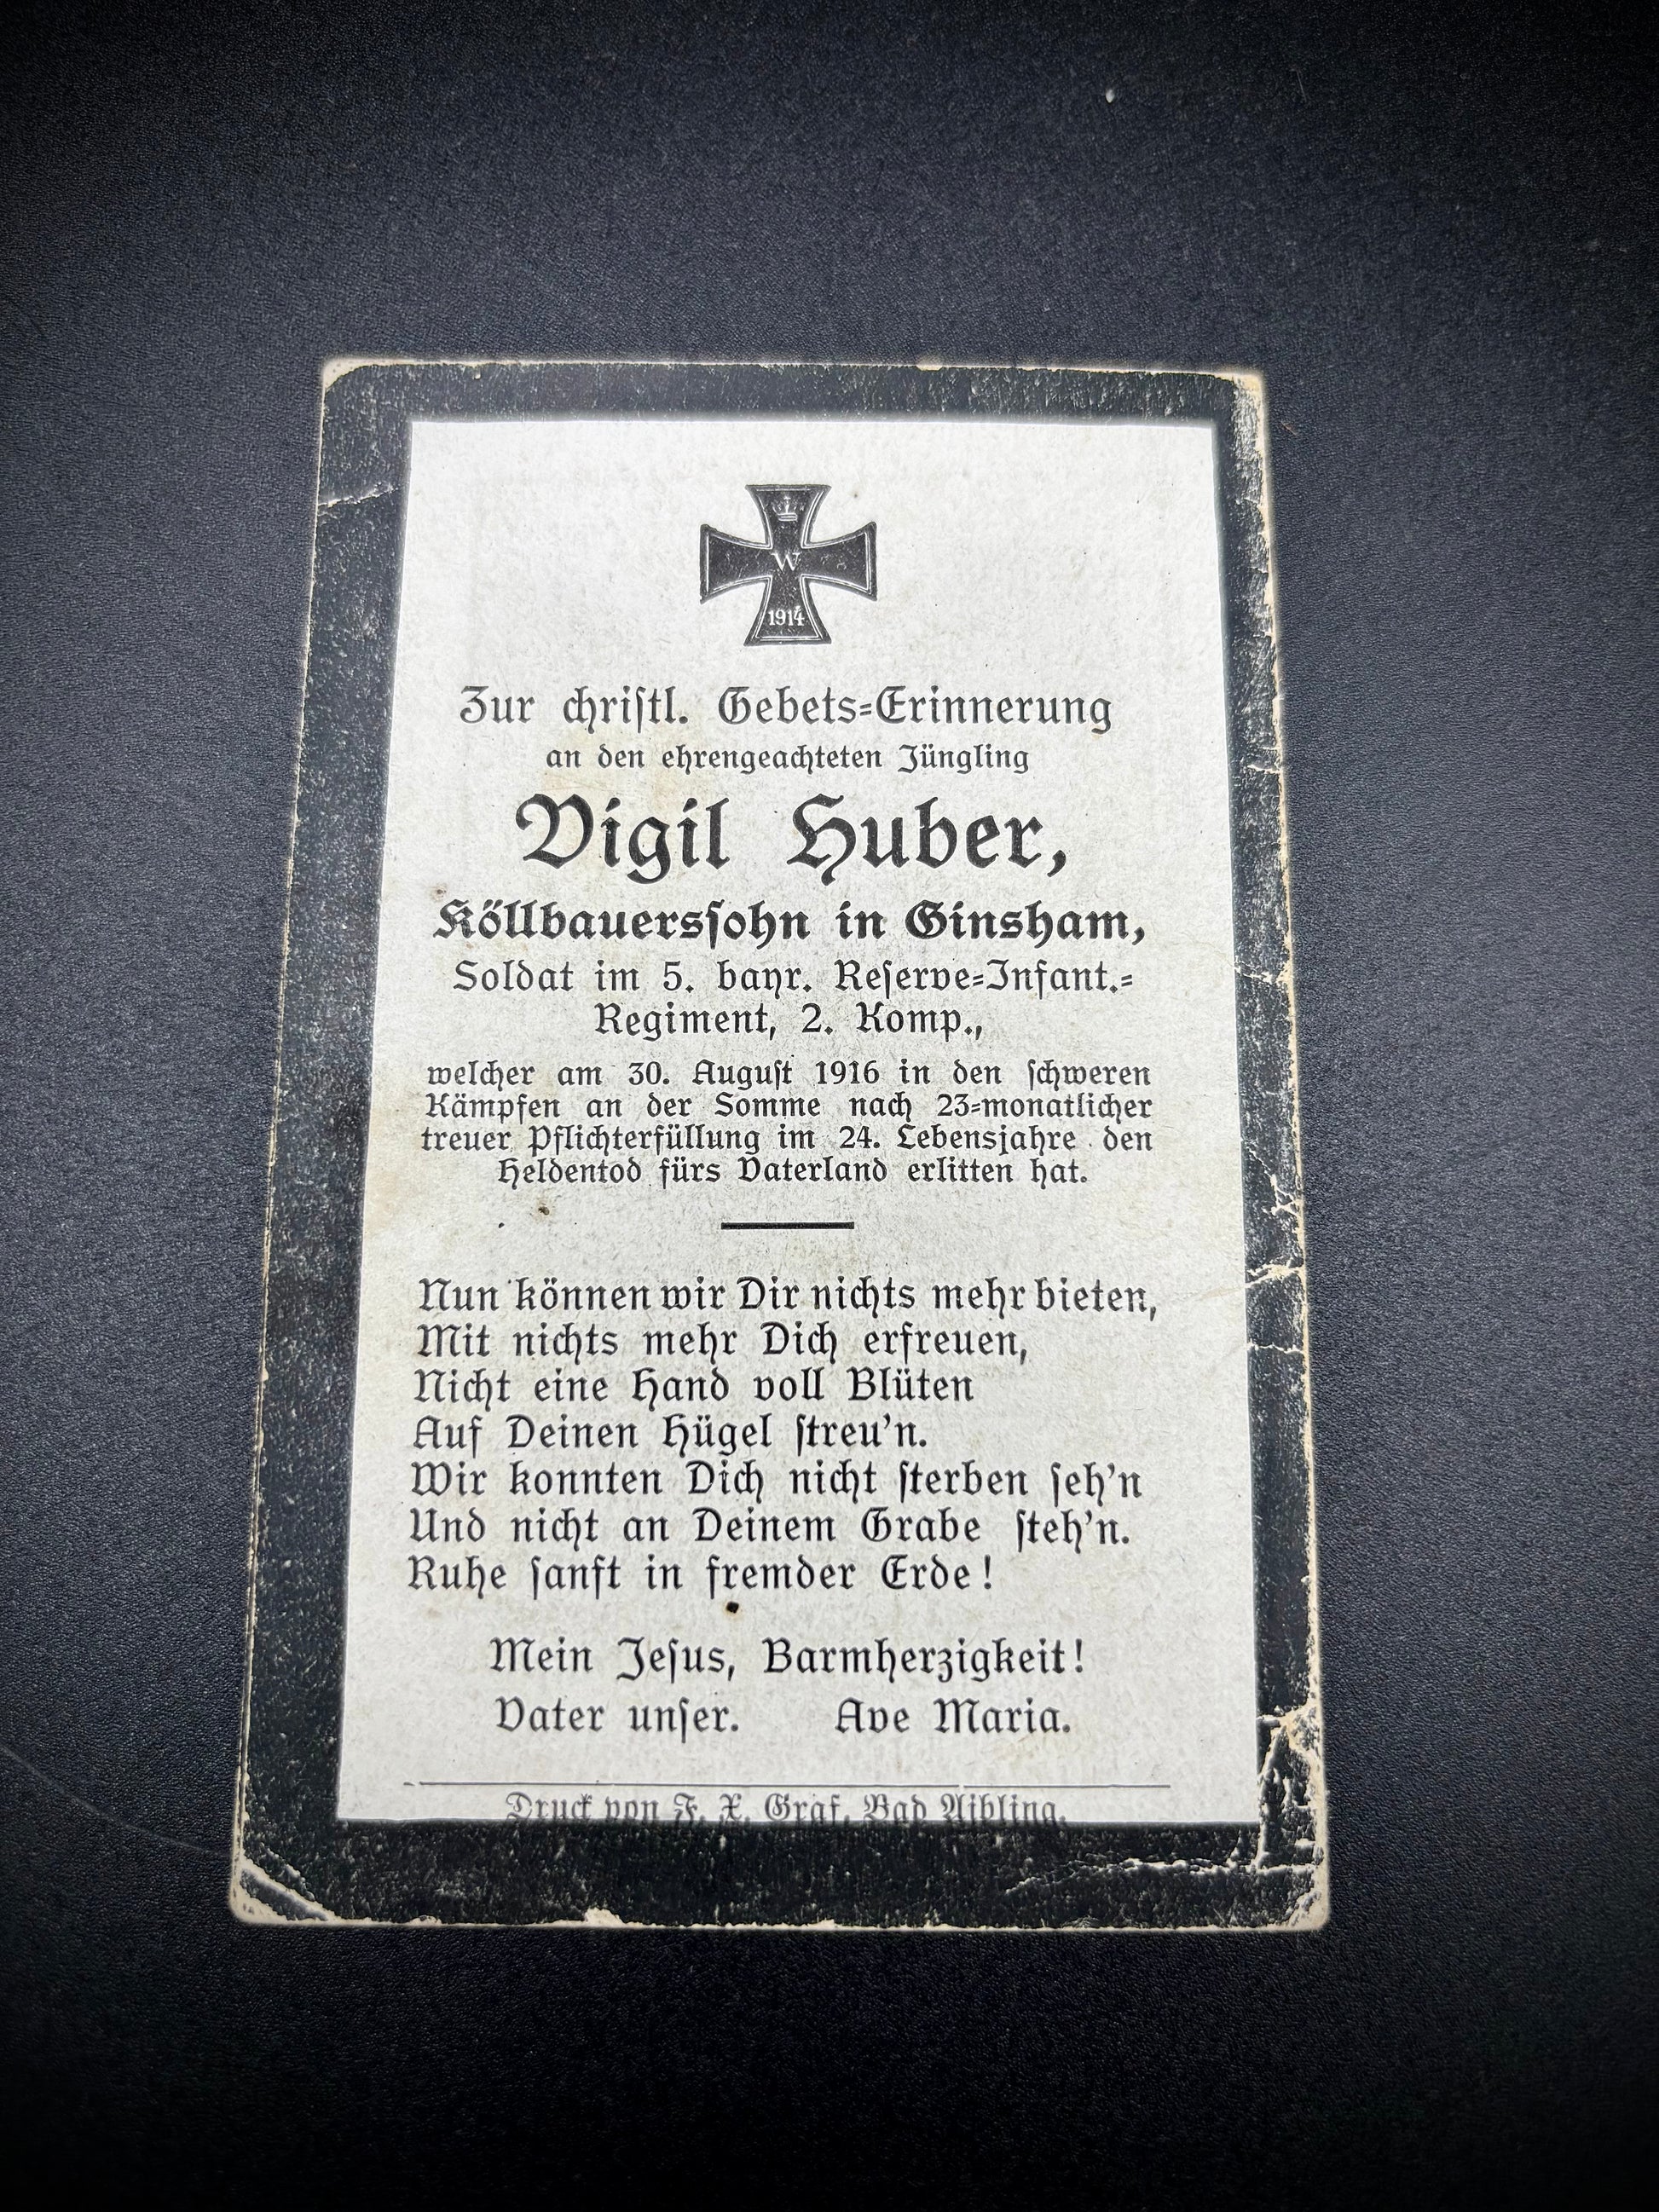 W
1914
Zur christl. Gebets=Erinnerung
an den ehrengeachteten Jüngling
Vigil Huber,
Köllbauerssohn in Ginsham,
Soldat im 5. bayr. Reserve=Infant.=
Regiment, 2. Komp.,
welcher am 30. August 1916 in den schweren
Kämpfen an der Somme nach 23=monatlicher
treuer Pflichterfüllung im 24. Lebensjahre den
Heldentod fürs Vaterland erlitten hat.
Nun können wir Dir nichts mehr bieten,
Mit nichts mehr Dich erfreuen,
Nicht eine Hand voll Blüten
Auf Deinen Hügel streu'n.
Wir konnten Dich nicht sterben seh'n
Und nicht an Deinem Grabe steh'n.
Ruhe sanft in fremder Erde!
Mein Jesus, Barmherzigkeit!
Vater unser. Ave Maria.
Druck von F. X. Graf, Bad Aibling.